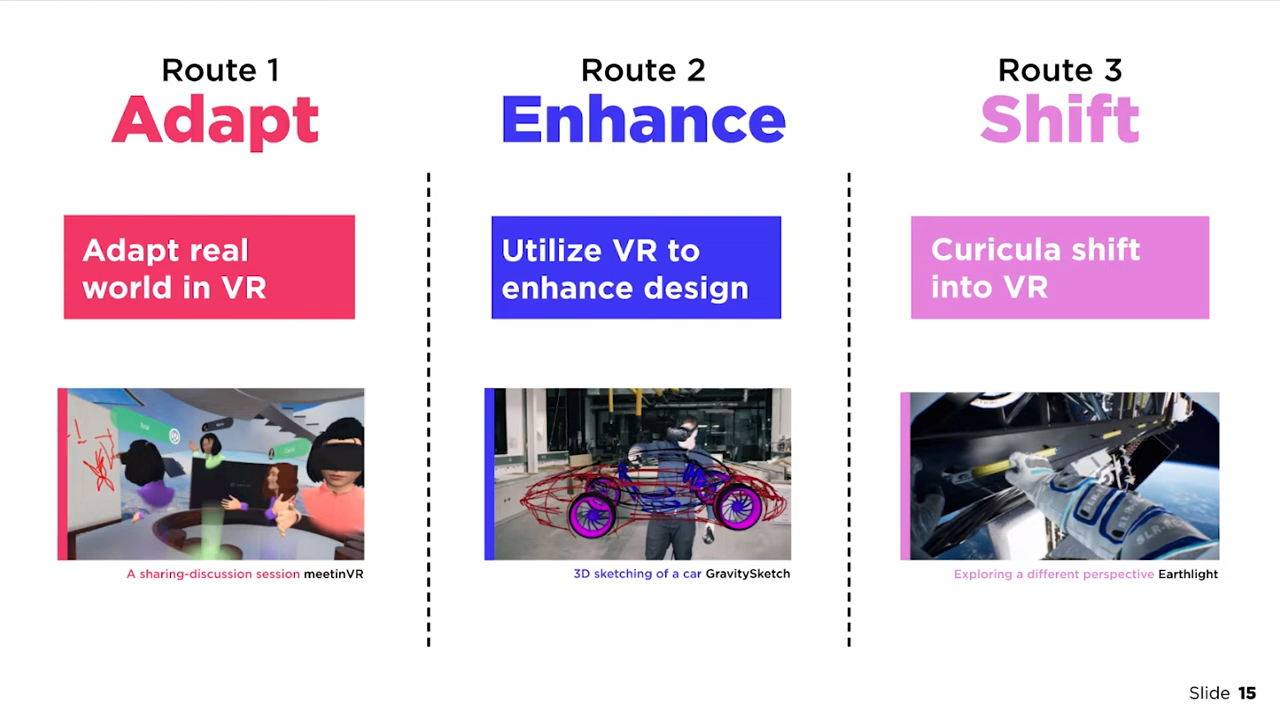 Route 1
Adapt
Adapt real
world in VR
A sharing-discussion session meetinVR
Route 2
Enhance
Utilize VR to
enhance design
3D sketching of a car GravitySketch
Route 3
Shift
Curicula shift
into VR
Exploring a different perspective Earthlight
Slide 15